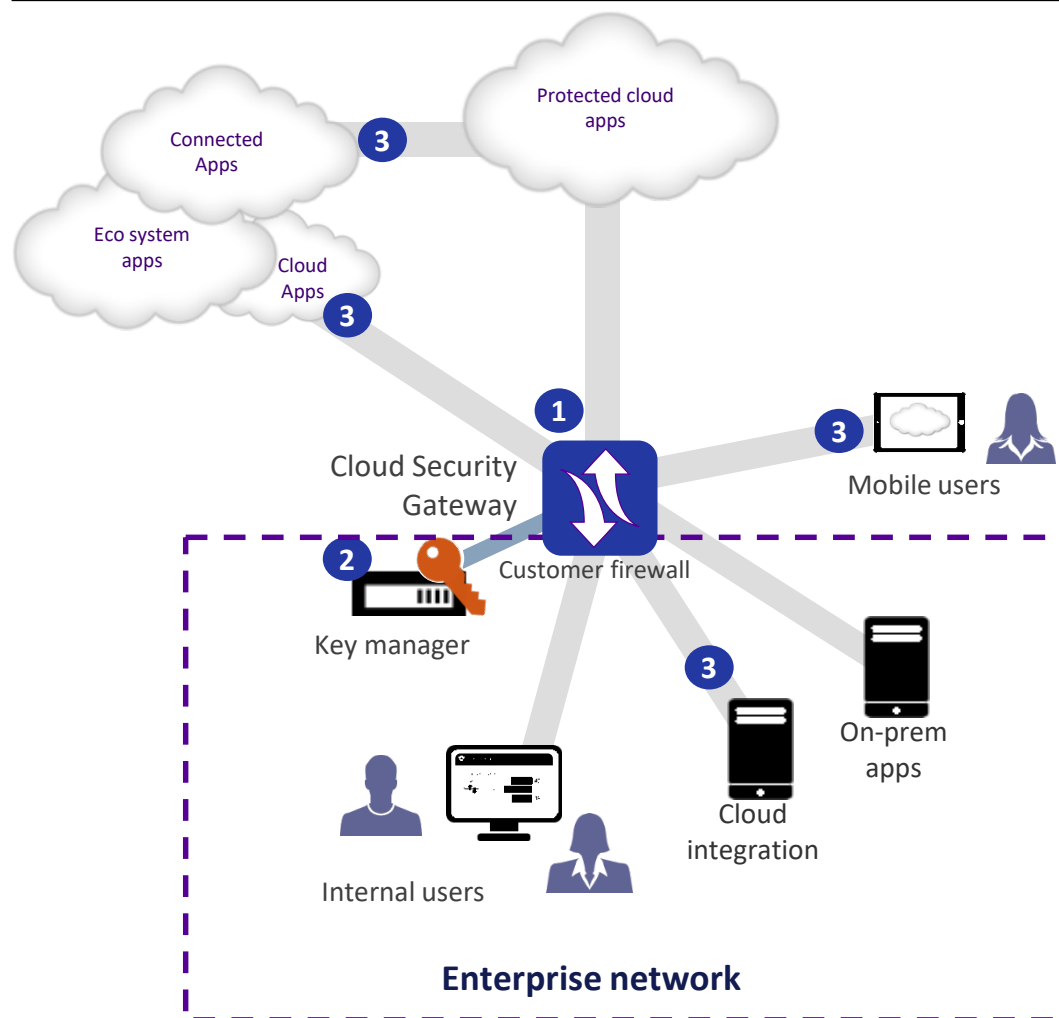 Protected cloud
apps
Connected
Apps
3
Eco system
apps
Cloud
Apps
3
1
3
Cloud Security
Gateway
Mobile users
2
Customer firewall
Key manager
3
On-prem
apps
Cloud
integration
Internal users
Enterprise network